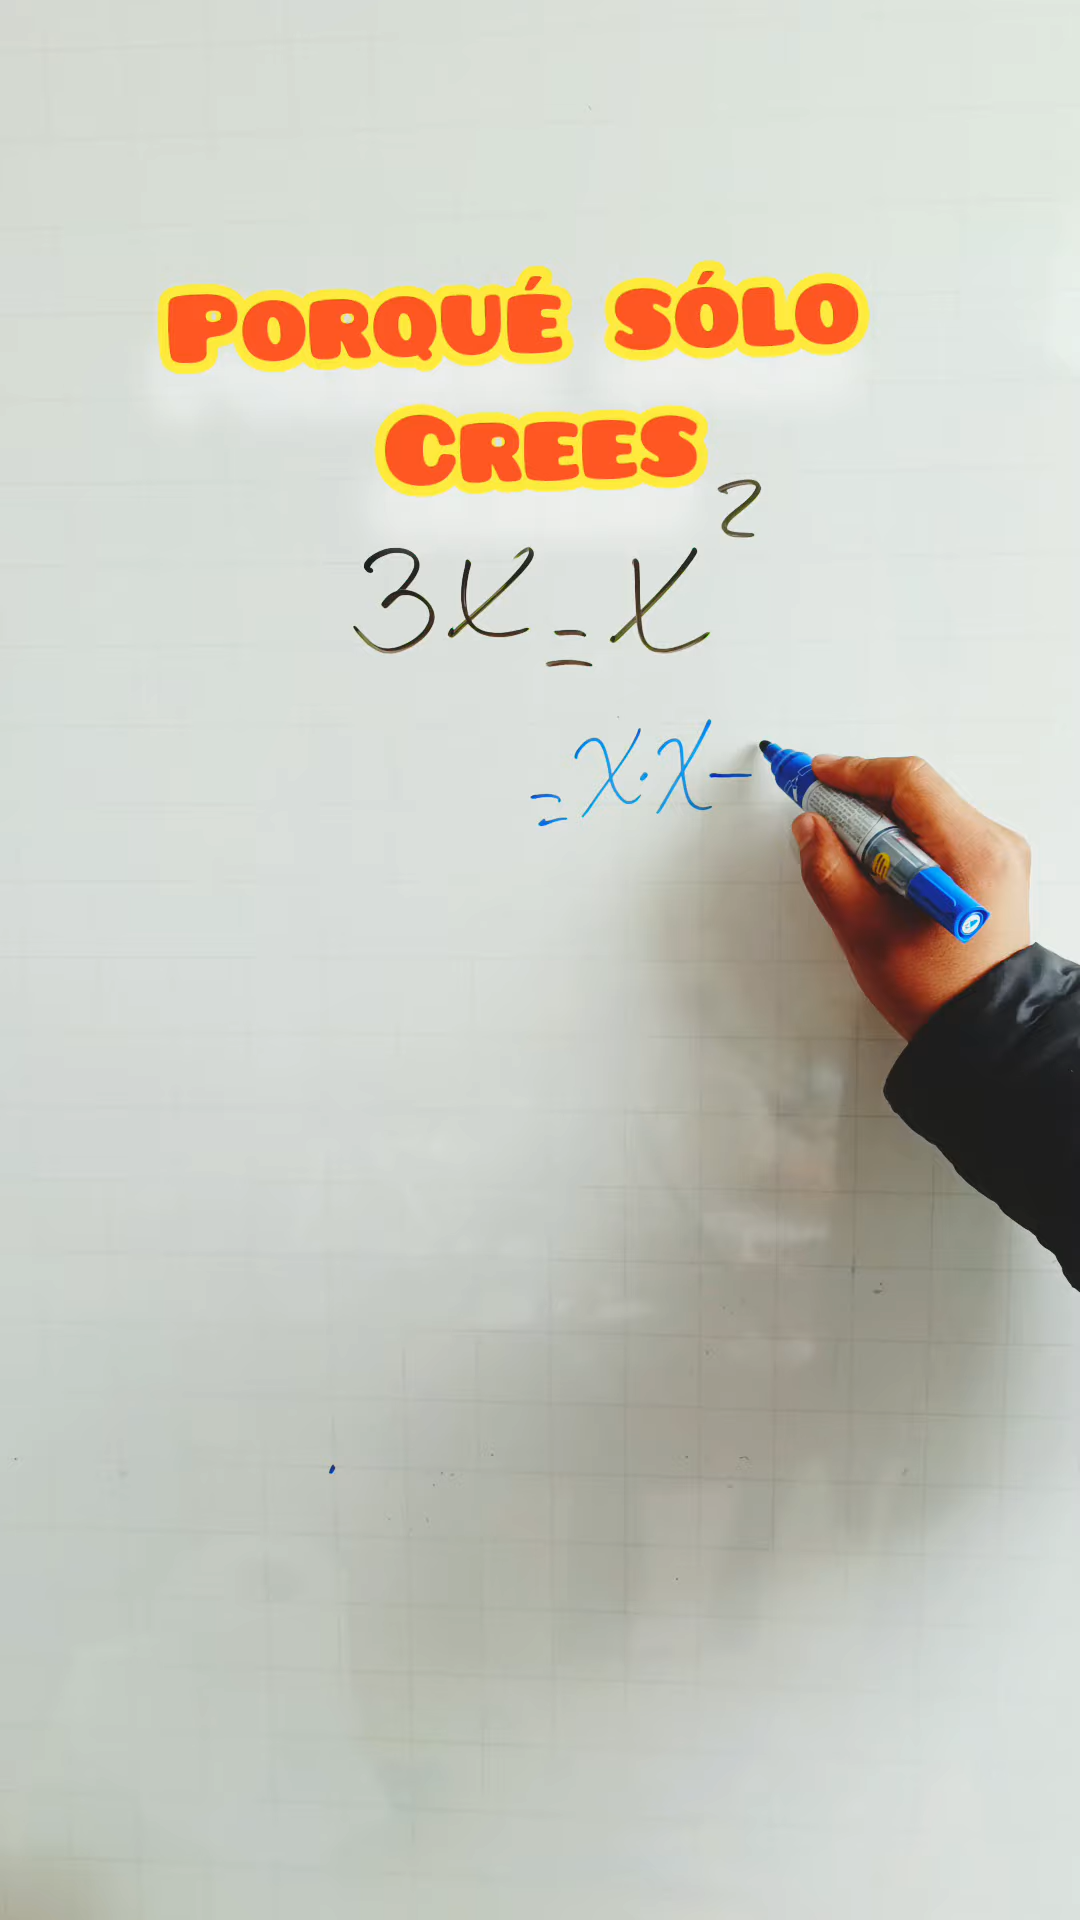 Porqué sólo
Crees
3x = x²
= x·x-